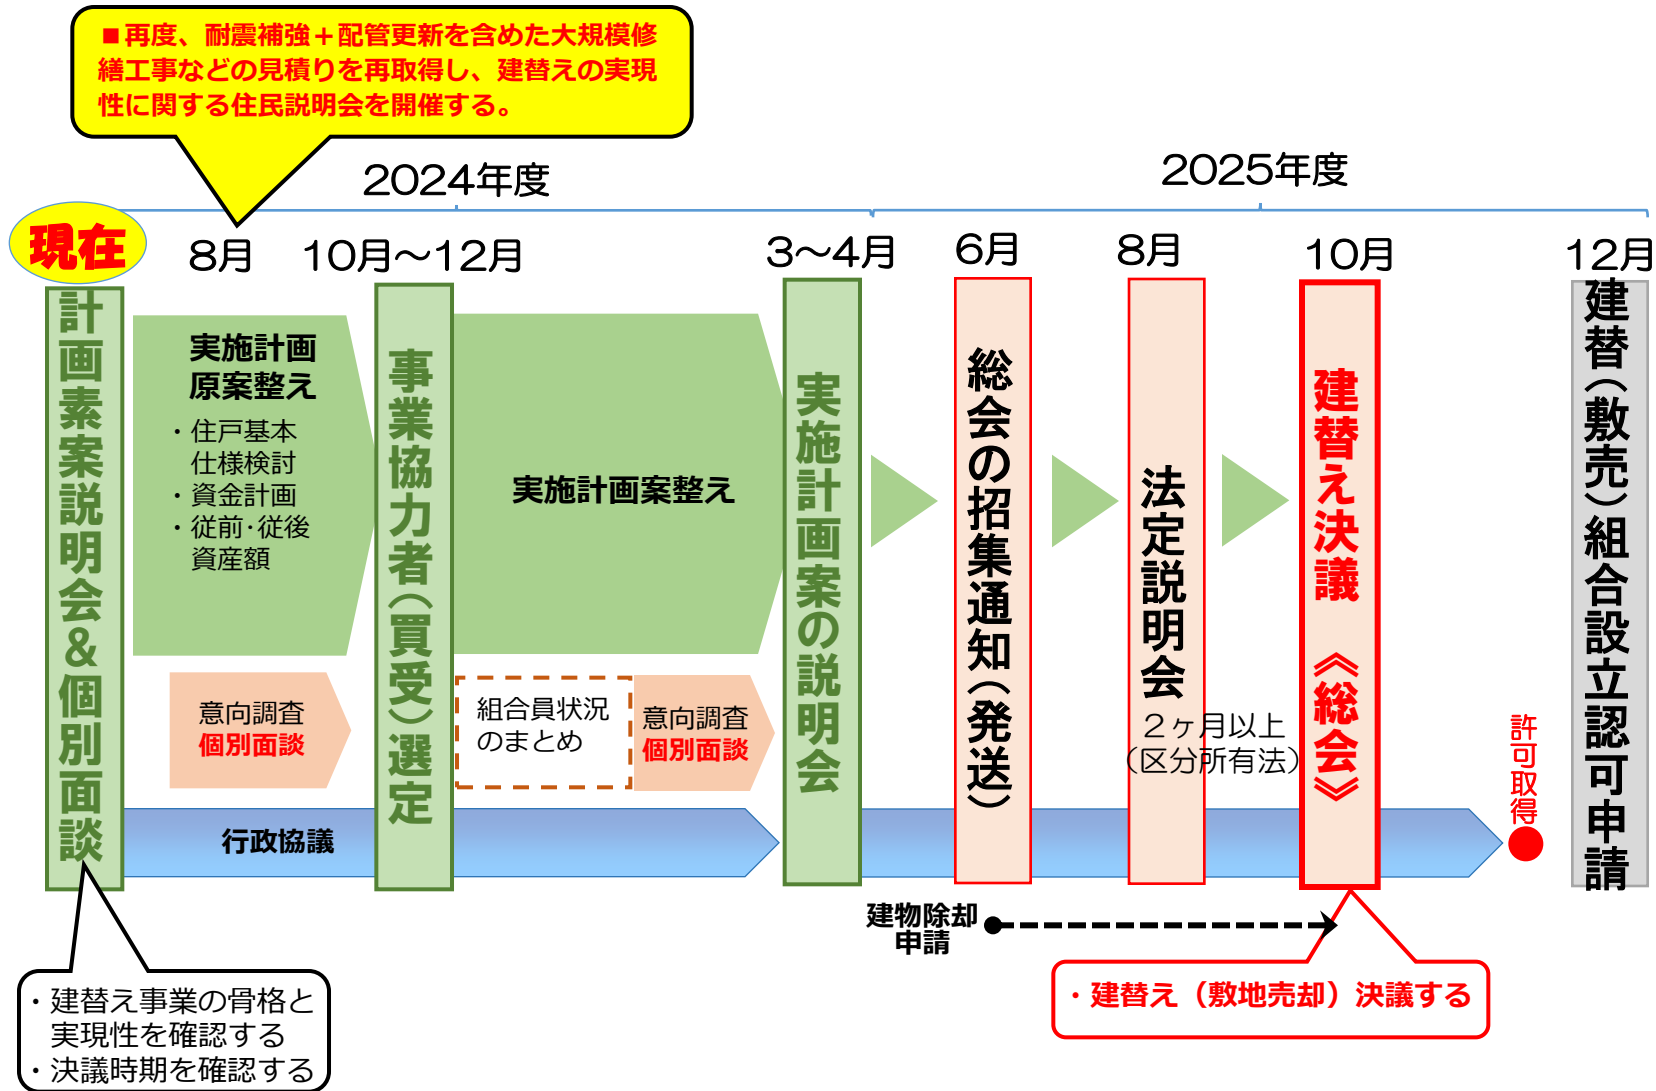 ■再度、耐震補強＋配管更新を含めた大規模修
繕工事などの見積りを再取得し、建替えの実現
性に関する住民説明会を開催する。
2024年度
2025年度
現在
8月
10月～12月
3～4月
6月
8月
10月
12月
計画素案説明会＆個別面談
実施計画
原案整え
・住戸基本
仕様検討
・資金計画
・従前･従後
資産額
意向調査
個別面談
事業協力者（買受）選定
実施計画案整え
組合員状況
のまとめ
意向調査
個別面談
実施計画案の説明会
総会の招集通知（発送）
法定説明会
２ヶ月以上
（区分所有法）
建替え決議　《総会》
許可取得
建替（敷売）組合設立認可申請
行政協議
建物除却
申請
・建替え事業の骨格と
実現性を確認する
・決議時期を確認する
・建替え（敷地売却）決議する